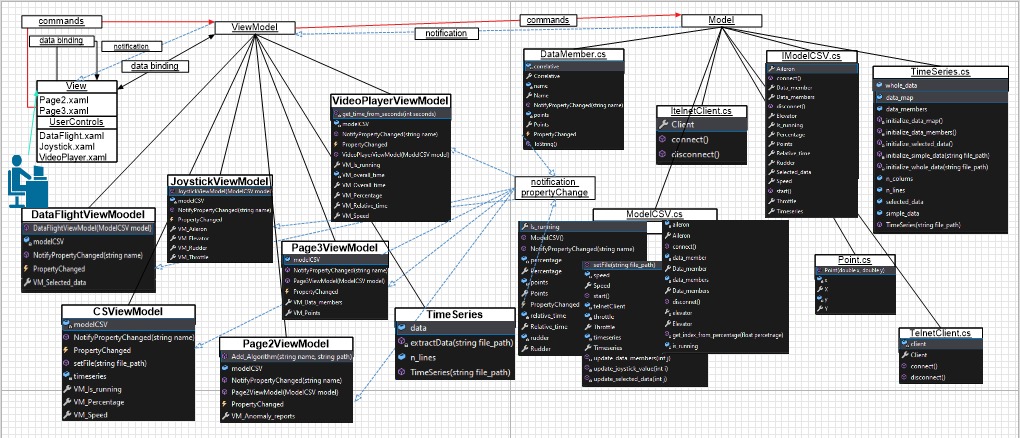 commands
data binding
notification
data binding
ViewModel
commands
notification
Model
View
Page2.xaml
Page3.xaml
UserControls
DataFlight.xaml
Joystick.xaml
VideoPlayer.xaml
DataFlightViewMoodel
DataFlightViewModel(ModelCSV model)
modelCSV
NotifyPropertyChanged(string name)
PropertyChanged
VM_Selected_data
JoystickViewModel
JoystickViewModel(ModelCSV model)
modelCSV
NotifyPropertyChanged(string name)
PropertyChanged
VM_Aileron
VM_Elevator
VM_Rudder
VM_Throttle
VideoPlayerViewModel
get_time_from_seconds(int seconds)
modelCSV
NotifyPropertyChanged(string name)
PropertyChanged
VideoPlayerViewModel(ModelCSV model)
VM_Is_running
VM_overall_time
VM_Overall_time
VM_Percentage
VM_Relative_time
VM_Speed
Page3ViewModel
modelCSV
NotifyPropertyChanged(string name)
Page3ViewModel(ModelCSV model)
PropertyChanged
VM_Data_members
VM_Points
CSViewModel
modelCSV
NotifyPropertyChanged(string name)
PropertyChanged
setFile(string file_path)
timeseries
VM_Is_running
VM_Percentage
VM_Speed
Page2ViewModel
Add_Algorithm(string name, string path)
modelCSV
NotifyPropertyChanged(string name)
Page2ViewModel(ModelCSV model)
PropertyChanged
VM_Anomaly_reports
TimeSeries
data
extractData(string file_path)
n_lines
TimeSeries(string file_path)
notification
propertyChange
DataMember.cs
correlative
Correlative
name
Name
NotifyPropertyChanged(string name)
points
Points
PropertyChanged
toString()
ItelnetClient.cs
Client
connect()
disconnect()
IModelCSV.cs
Aileron
connect()
Data_member
Data_members
disconnect()
Elevator
Is_running
Percentage
Points
Relative_time
Rudder
Selected_data
Speed
start()
Throttle
Timeseries
TimeSeries.cs
whole_data
data_map
data_members
initialize_data_map()
initialize_data_members()
initialize_selected_data()
initialize_simple_data(string file_path)
initialize_whole_data(string file_path)
n_colums
n_lines
selected_data
simple_data
TimeSeries(string file_path)
ModelCSV.cs
Is_running
ModelCSV()
NotifyPropertyChanged(string name)
percentage
Percentage
points
Points
PropertyChanged
relative_time
Relative_time
rudder
Rudder
setFile(string file_path)
speed
Speed
start()
telnetClient
throttle
Throttle
timeseries
Timeseries
update_data_members(int j)
update_joystick_value(int i)
update_selected_data(int j)
aileron
Aileron
connect()
data_member
Data_member
data_members
Data_members
disconnect()
elevator
Elevator
get_index_from_percentage(float percentage)
is_running
Point.cs
Point(double x, double y)
x
X
y
Y
TelnetClient.cs
client
Client
connect()
disconnect()